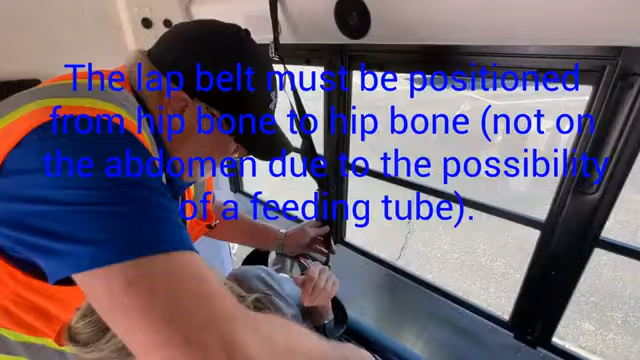 The lap belt must be positioned
from hip bone to hip bone (not on
the abdomen due to the possibility
of a feeding tube).